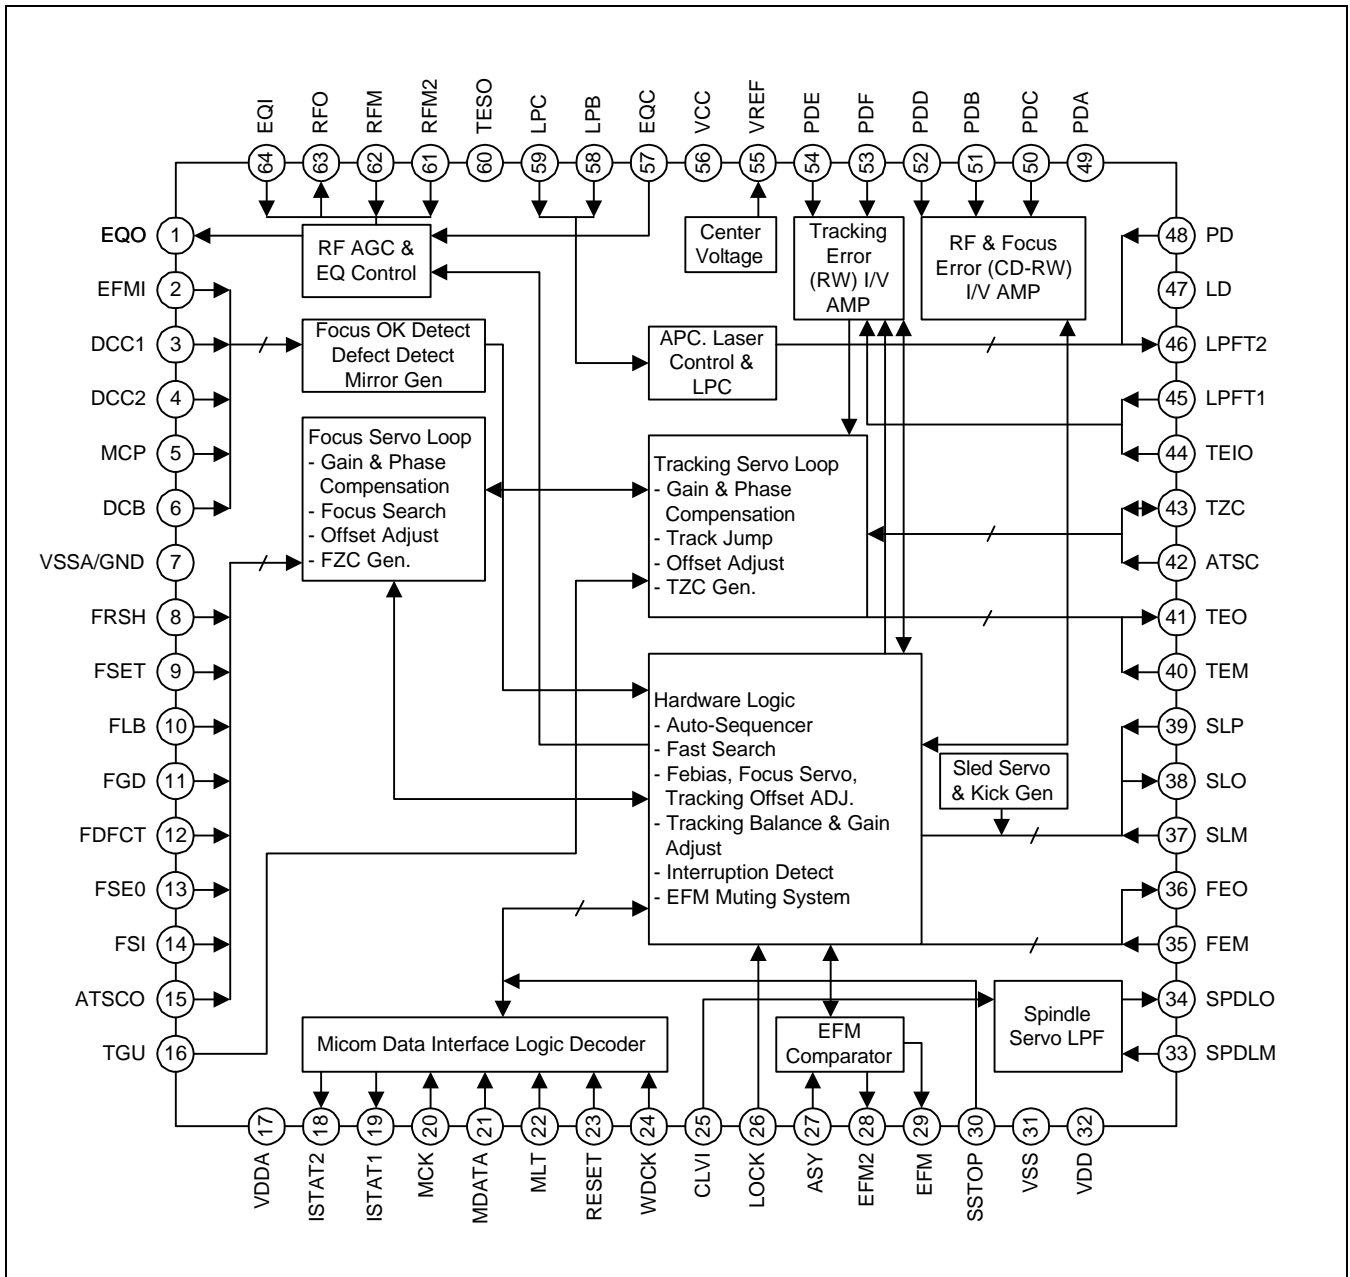 EQI
RFO
RFM
RFM2
TESO
LPC
LPB
EQC
VCC
VREF
PDE
PDF
PDD
PDB
PDC
PDA
64
63
62
61
60
59
58
57
56
55
54
53
52
51
50
49
EQO 1
EFMI 2
DCC1 3
DCC2 4
MCP 5
DCB 6
VSSA/GND 7
FRSH 8
FSET 9
FLB 10
FGD 11
FDFCT 12
FSE0 13
FSI 14
ATSCO 15
TGU 16
RF AGC &
EQ Control
Center
Voltage
Tracking
Error
(RW) I/V
AMP
RF & Focus
Error (CD-RW)
I/V AMP
Focus OK Detect
Defect Detect
Mirror Gen
APC. Laser
Control &
LPC
Focus Servo Loop
- Gain & Phase
Compensation
- Focus Search
- Offset Adjust
- FZC Gen.
Tracking Servo Loop
- Gain & Phase
Compensation
- Track Jump
- Offset Adjust
- TZC Gen.
Hardware Logic
- Auto-Sequencer
- Fast Search
- Febias, Focus Servo,
Tracking Offset ADJ.
- Tracking Balance & Gain
Adjust
- Interruption Detect
- EFM Muting System
Sled Servo
& Kick Gen
Micom Data Interface Logic Decoder
EFM
Comparator
Spindle
Servo LPF
48 PD
47 LD
46 LPFT2
45 LPFT1
44 TEIO
43 TZC
42 ATSC
41 TEO
40 TEM
39 SLP
38 SLO
37 SLM
36 FEO
35 FEM
34 SPDLO
33 SPDLM
17
18
19
20
21
22
23
24
25
26
27
28
29
30
31
32
VDDA
ISTAT2
ISTAT1
MCK
MDATA
MLT
RESET
WDCK
CLVI
LOCK
ASY
EFM2
EFM
SSTOP
VSS
VDD